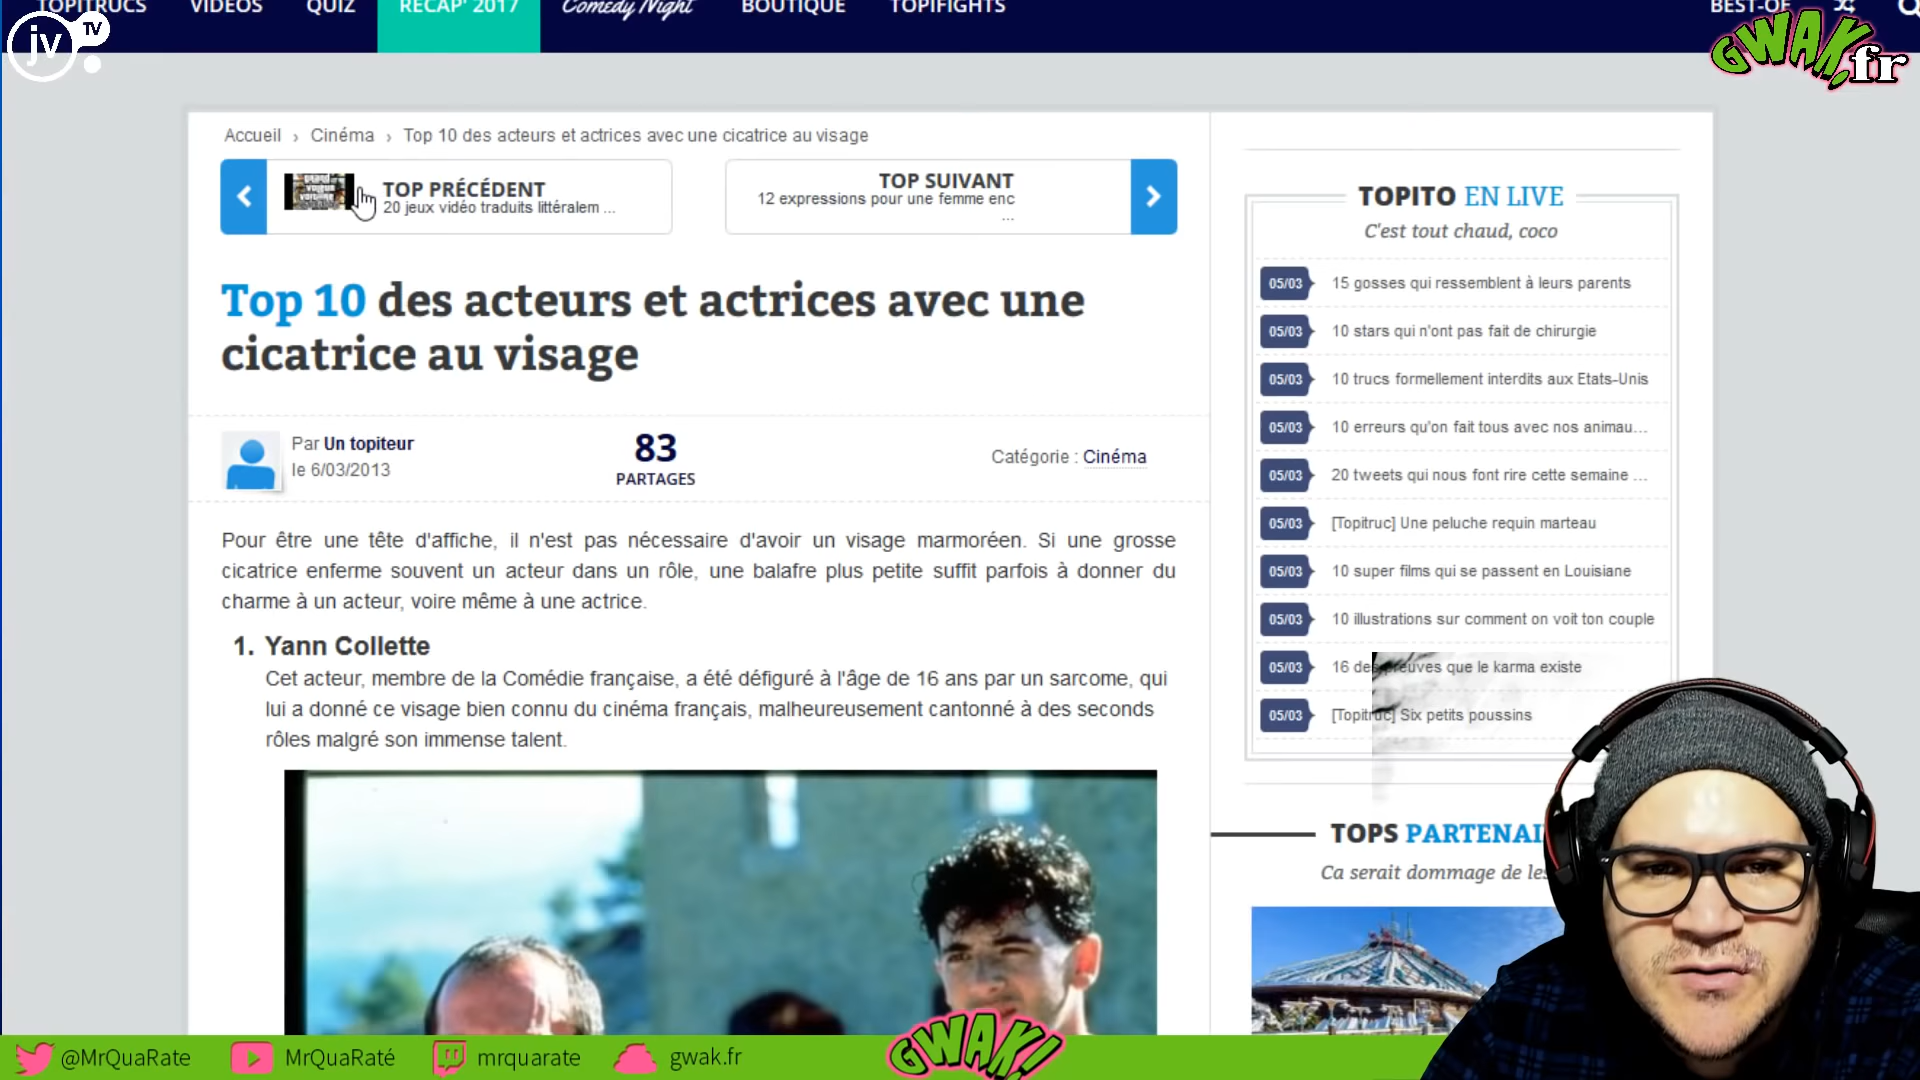 TOPITRUCS VIDÉOS QUIZ RÉCAP' 2017 Comedy Night BOUTIQUE TOPIFIGHTS BEST-OF
jv TV
GWAK.fr
Accueil › Cinéma › Top 10 des acteurs et actrices avec une cicatrice au visage
TOP PRÉCÉDENT
20 jeux vidéo traduits littéralem ...
TOP SUIVANT
12 expressions pour une femme enc
...
Top 10 des acteurs et actrices avec une
cicatrice au visage
Par Un topiteur
le 6/03/2013
83
PARTAGES
Catégorie : Cinéma
Pour être une tête d'affiche, il n'est pas nécessaire d'avoir un visage marmoréen. Si une grosse
cicatrice enferme souvent un acteur dans un rôle, une balafre plus petite suffit parfois à donner du
charme à un acteur, voire même à une actrice.
1. Yann Collette
Cet acteur, membre de la Comédie française, a été défiguré à l'âge de 16 ans par un sarcome, qui
lui a donné ce visage bien connu du cinéma français, malheureusement cantonné à des seconds
rôles malgré son immense talent.
TOPITO EN LIVE
C'est tout chaud, coco
05/03 15 gosses qui ressemblent à leurs parents
05/03 10 stars qui n'ont pas fait de chirurgie
05/03 10 trucs formellement interdits aux Etats-Unis
05/03 10 erreurs qu'on fait tous avec nos animau...
05/03 20 tweets qui nous font rire cette semaine ...
05/03 [Topitruc] Une peluche requin marteau
05/03 10 super films qui se passent en Louisiane
05/03 10 illustrations sur comment on voit ton couple
05/03 16 des preuves que le karma existe
05/03 [Topitruc] Six petits poussins
TOPS PARTENAI
Ca serait dommage de les
@MrQuaRate MrQuaRaté mrquarate gwak.fr GWAK!